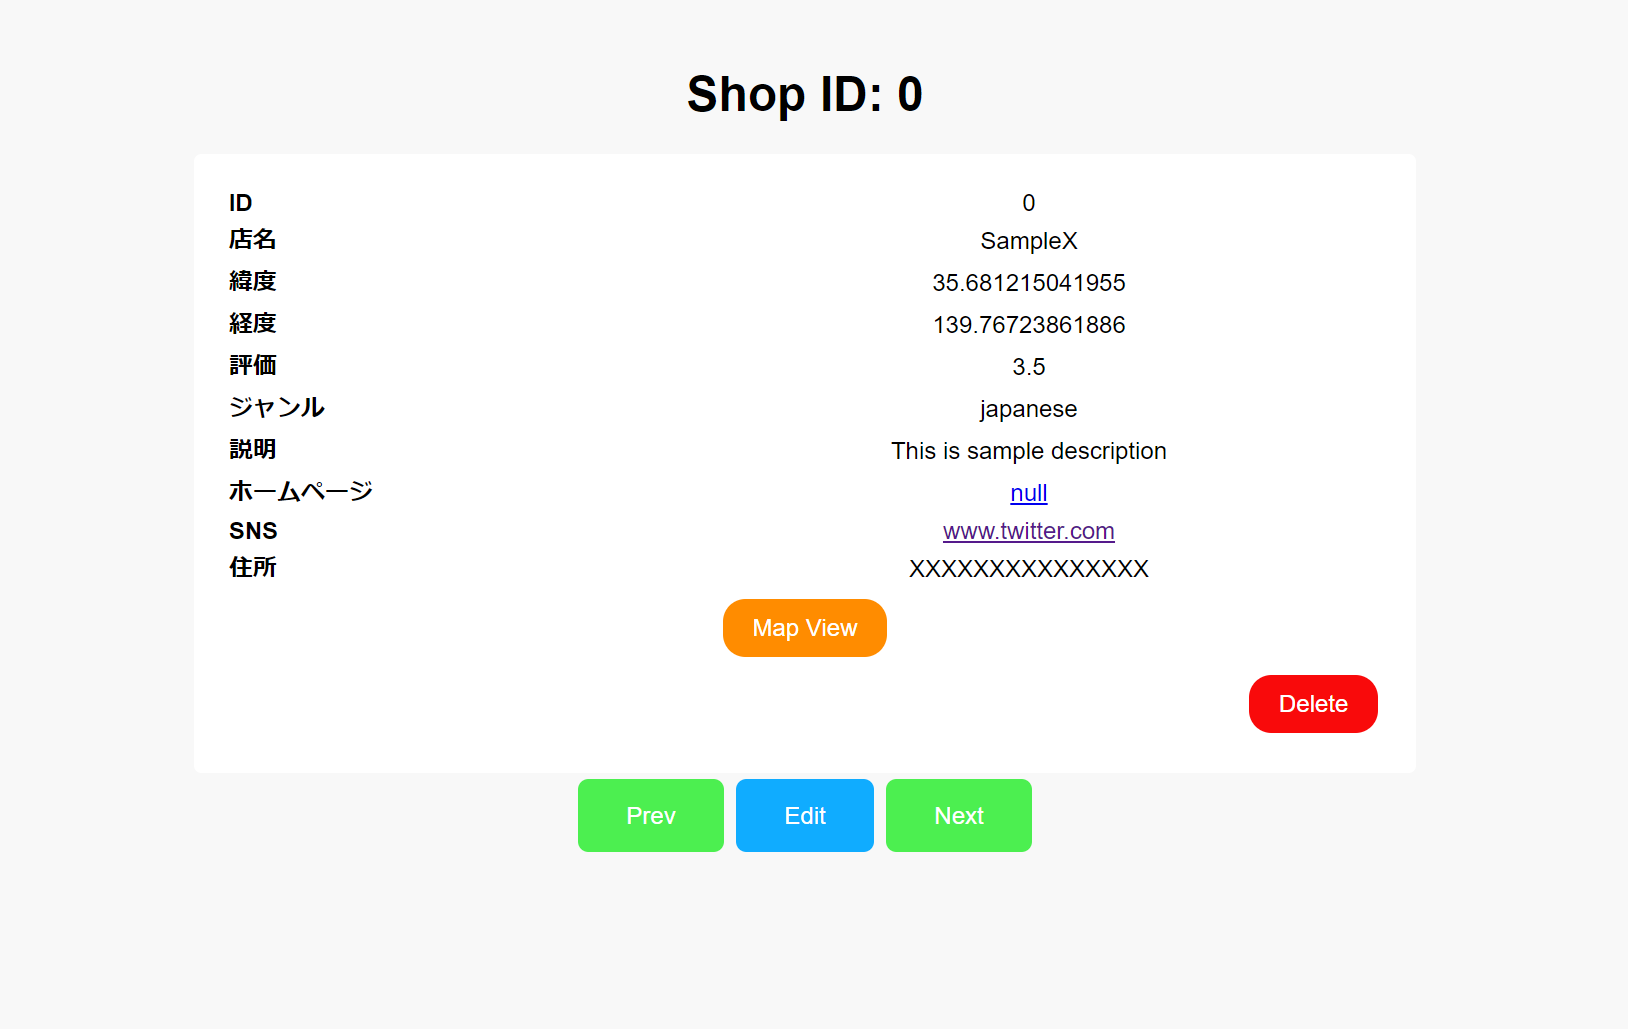 Shop ID: 0
ID 0
店名 SampleX
緯度 35.681215041955
経度 139.76723861886
評価 3.5
ジャンル japanese
説明 This is sample description
ホームページ null
SNS www.twitter.com
住所 XXXXXXXXXXXXXXX
Map View
Delete
Prev Edit Next